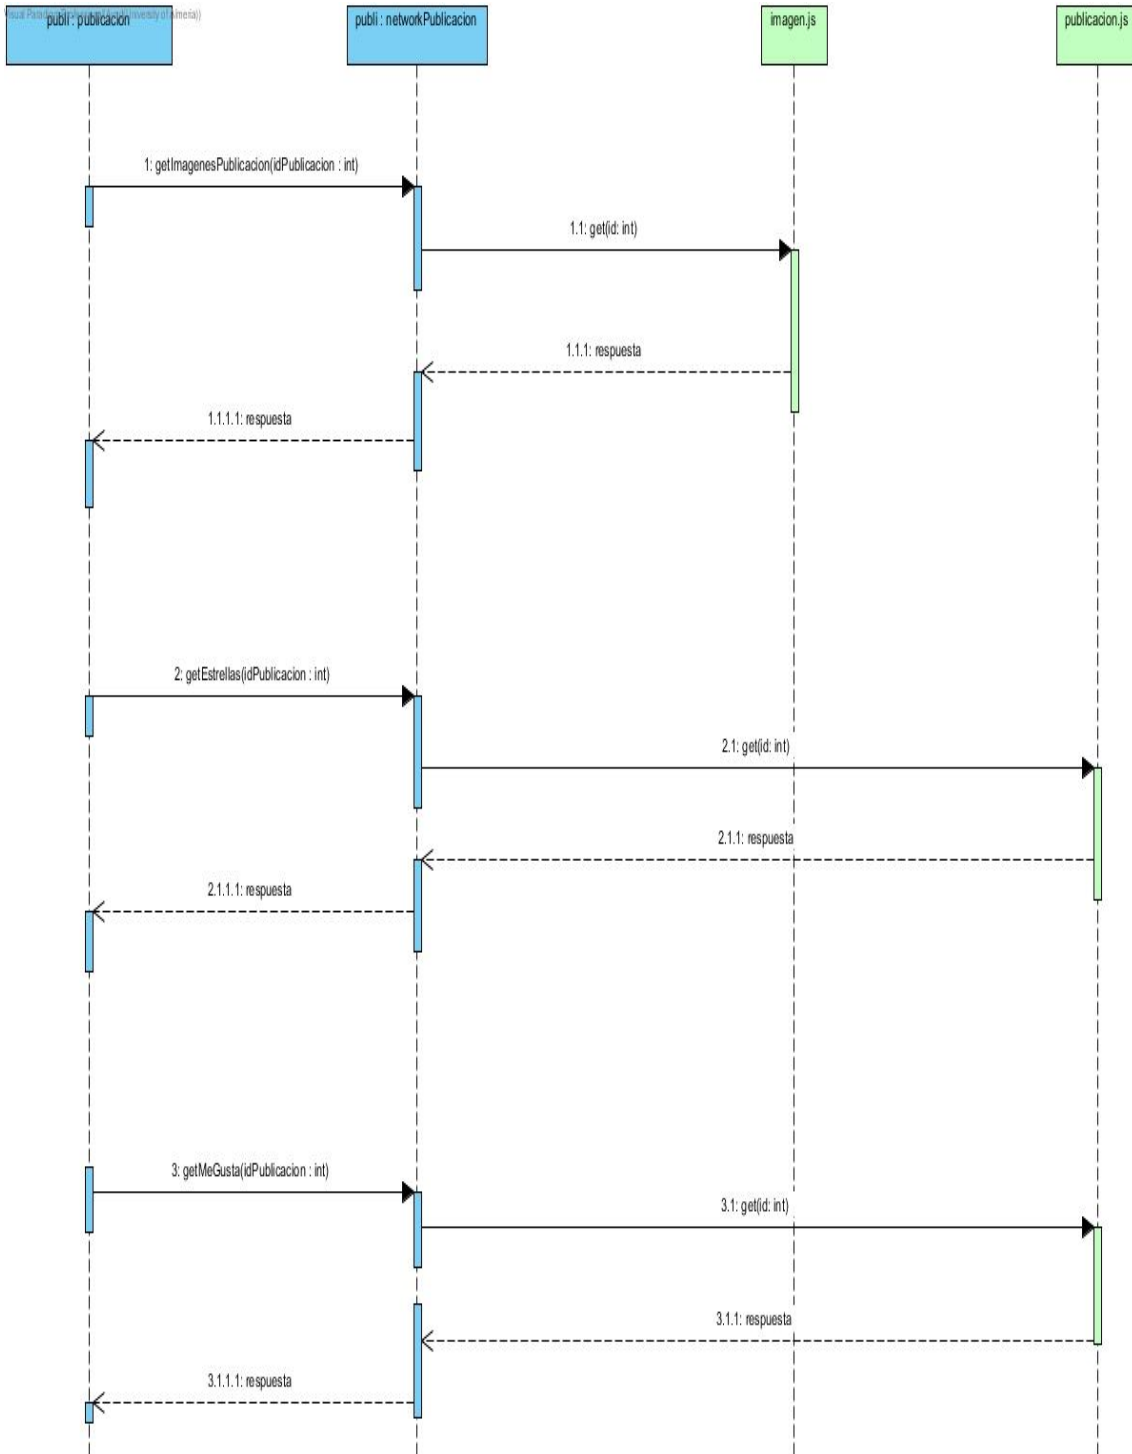 publi : publicacion
publi : networkPublicacion
imagen.js
publicacion.js
1: getImagenesPublicacion(idPublicacion : int)
1.1: get(id: int)
1.1.1: respuesta
1.1.1.1: respuesta
2: getEstrellas(idPublicacion : int)
2.1: get(id: int)
2.1.1: respuesta
2.1.1.1: respuesta
3: getMeGusta(idPublicacion : int)
3.1: get(id: int)
3.1.1: respuesta
3.1.1.1: respuesta